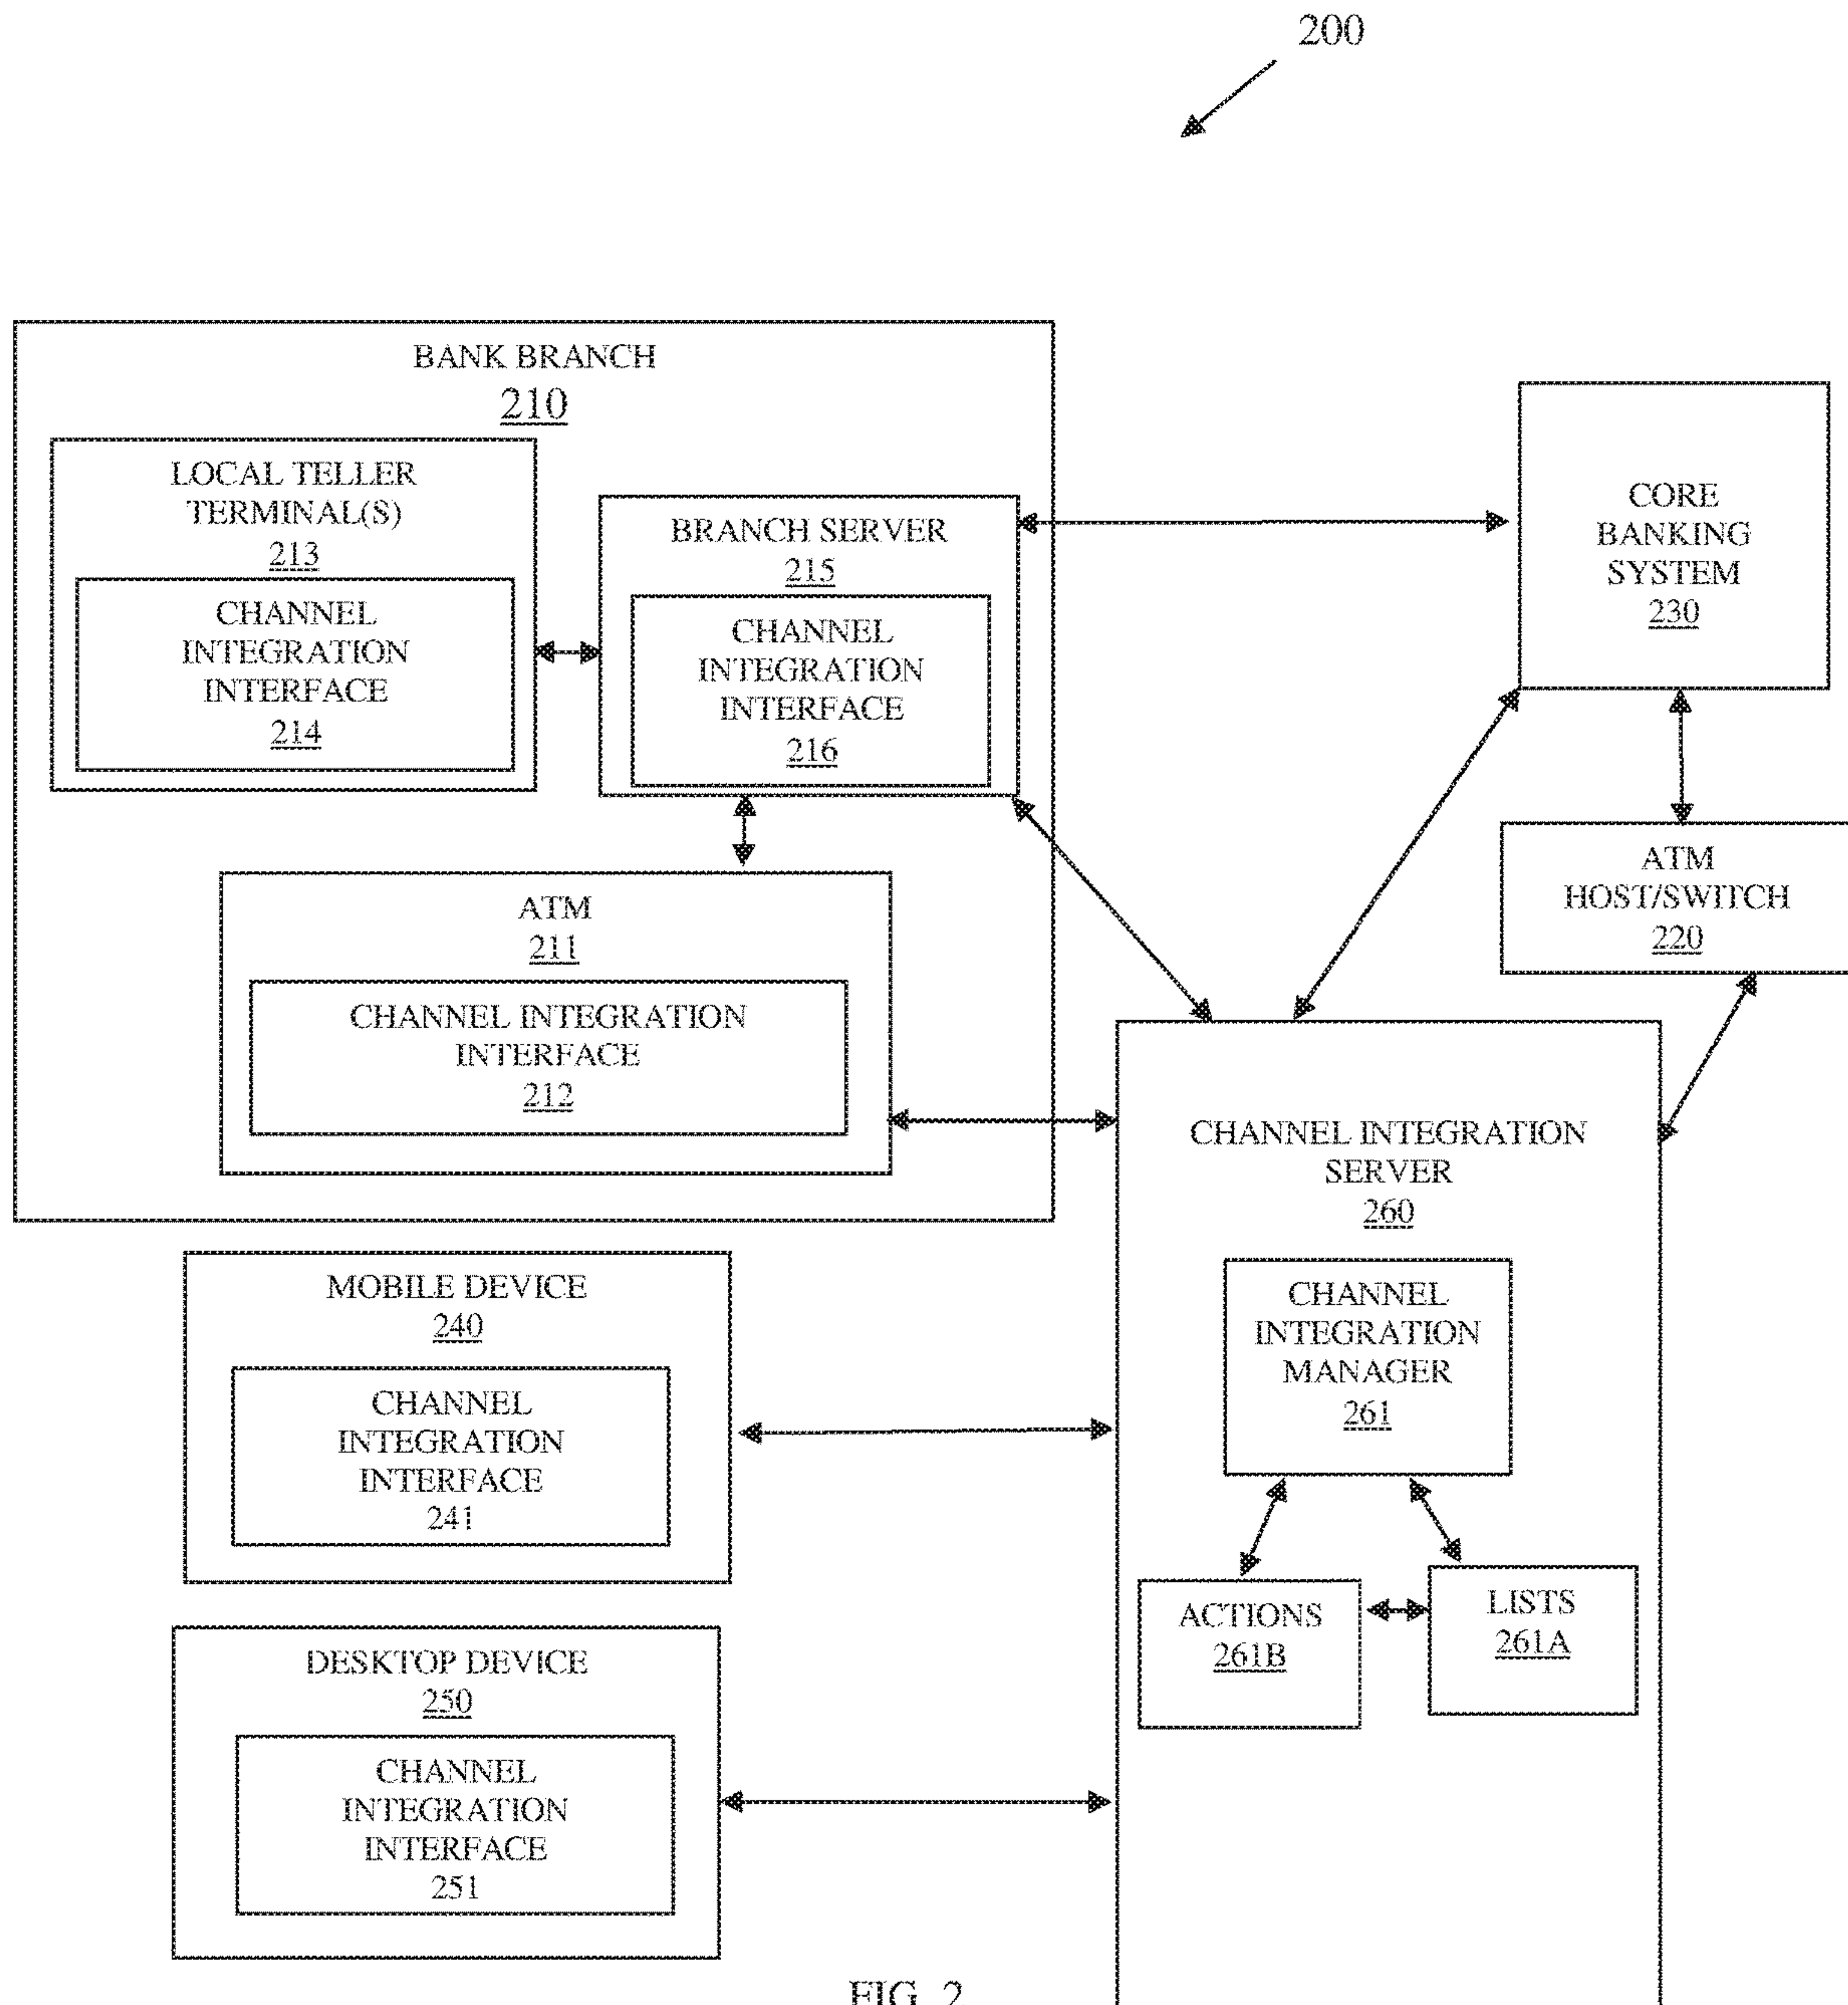 200
BANK BRANCH
210
LOCAL TELLER
TERMINAL(S)
213
CHANNEL
INTEGRATION
INTERFACE
214
BRANCH SERVER
215
CHANNEL
INTEGRATION
INTERFACE
216
CORE
BANKING
SYSTEM
230
ATM
HOST/SWITCH
220
ATM
211
CHANNEL INTEGRATION
INTERFACE
212
CHANNEL INTEGRATION
SERVER
260
CHANNEL
INTEGRATION
MANAGER
261
ACTIONS
261B
LISTS
261A
MOBILE DEVICE
240
CHANNEL
INTEGRATION
INTERFACE
241
DESKTOP DEVICE
250
CHANNEL
INTEGRATION
INTERFACE
251
FIG. 2